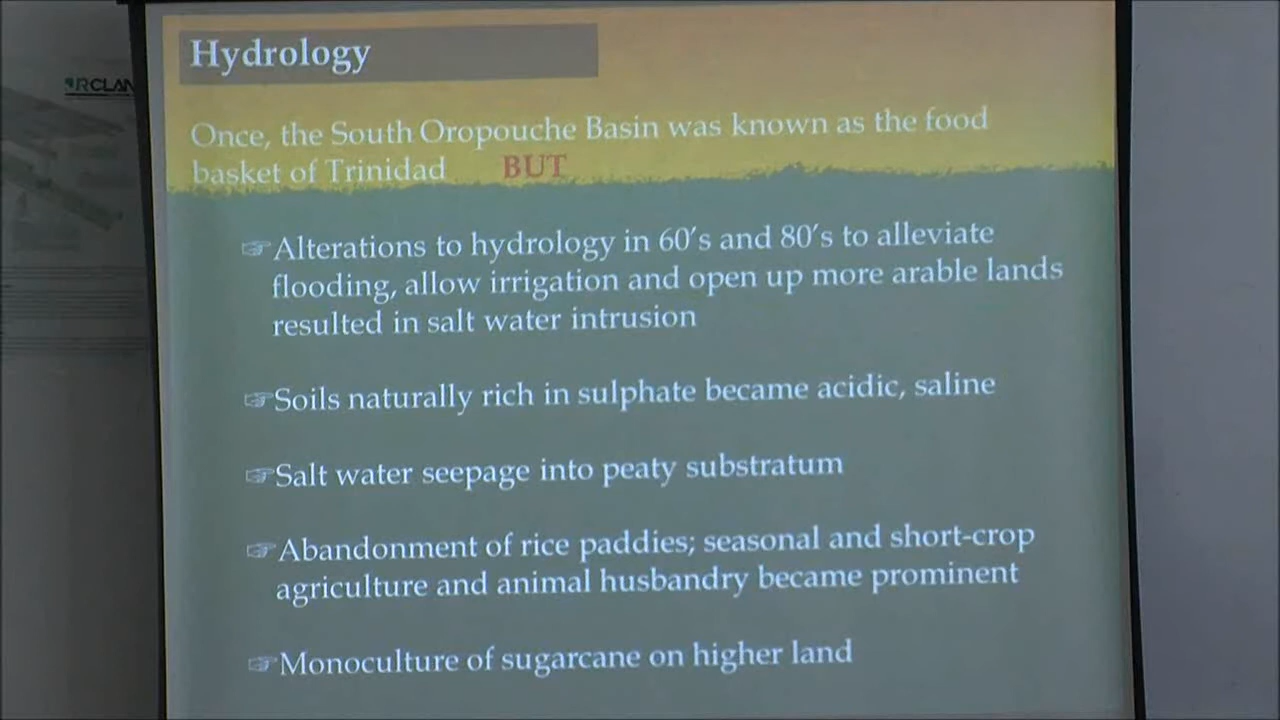 Hydrology
RCLAN
Once, the South Oropouche Basin was known as the food
basket of Trinidad BUT
Alterations to hydrology in 60's and 80's to alleviate
flooding, allow irrigation and open up more arable lands
resulted in salt water intrusion
Soils naturally rich in sulphate became acidic, saline
Salt water seepage into peaty substratum
Abandonment of rice paddies; seasonal and short-crop
agriculture and animal husbandry became prominent
Monoculture of sugarcane on higher land